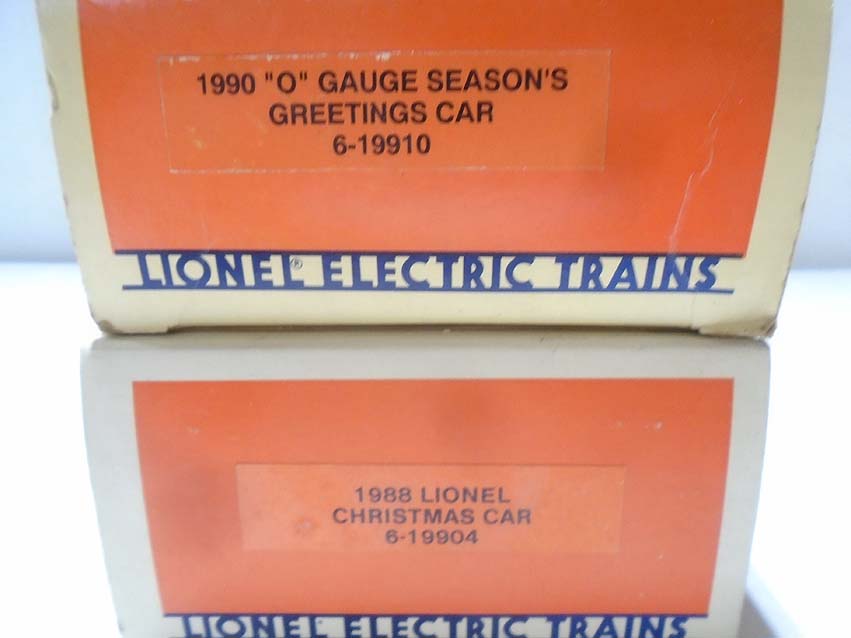 1990 "O" GAUGE SEASON'S
GREETINGS CAR
6-19910
LIONEL® ELECTRIC TRAINS
1988 LIONEL
CHRISTMAS CAR
6-19904
LIONEL® ELECTRIC TRAINS